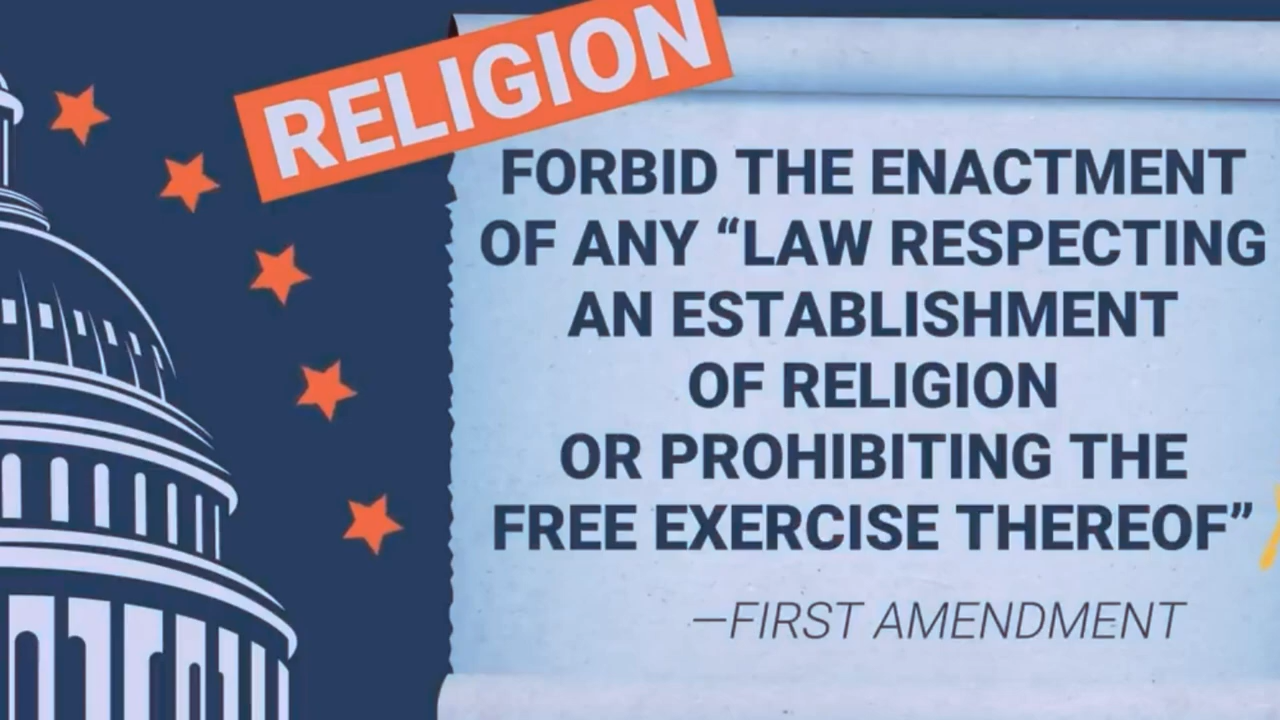 RELIGION
FORBID THE ENACTMENT
OF ANY “LAW RESPECTING
AN ESTABLISHMENT
OF RELIGION
OR PROHIBITING THE
FREE EXERCISE THEREOF”
—FIRST AMENDMENT